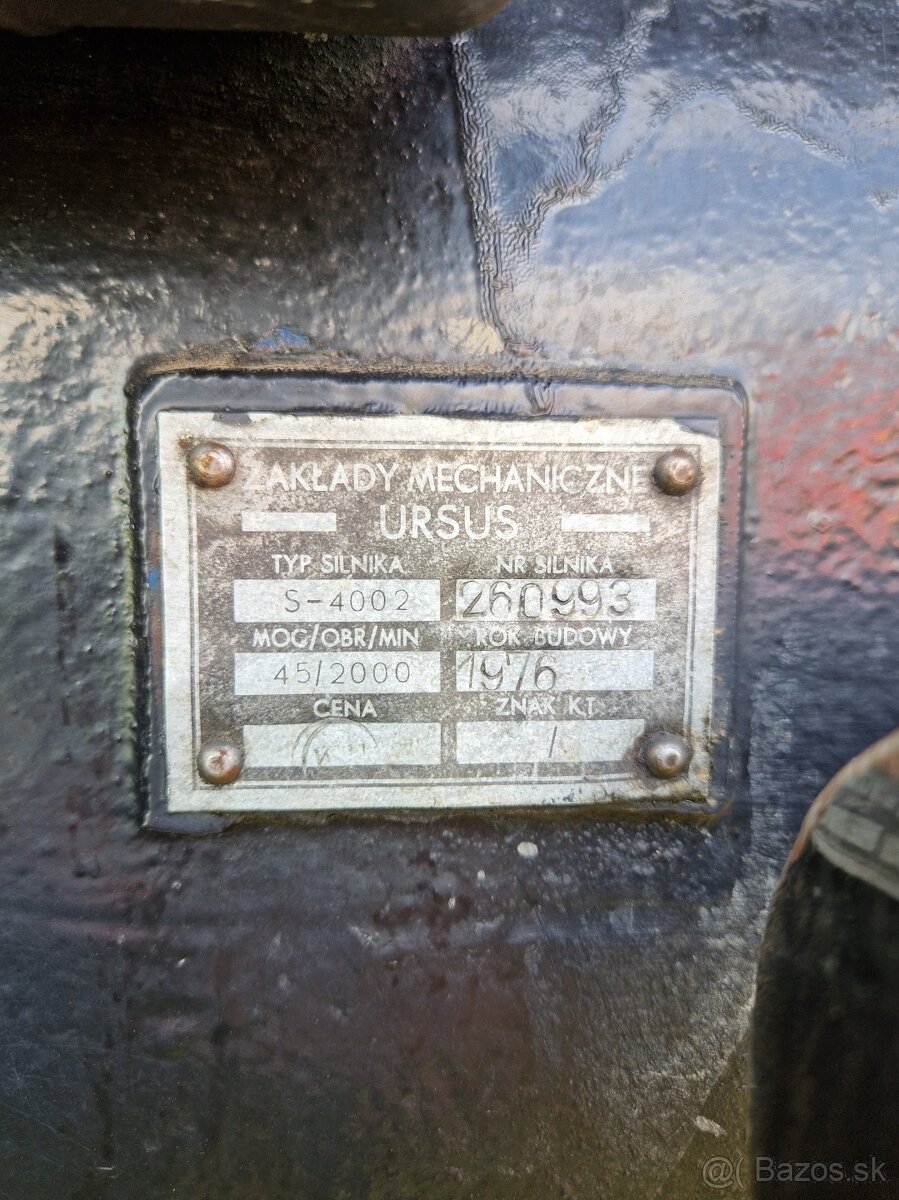 ZAKŁADY MECHANICZNE
URSUS
TYP SILNIKA NR SILNIKA
S-4002 260993
MOC/OBR/MIN ROK BUDOWY
45/2000 1976
CENA ZNAK KT
/
@( Bazos.sk